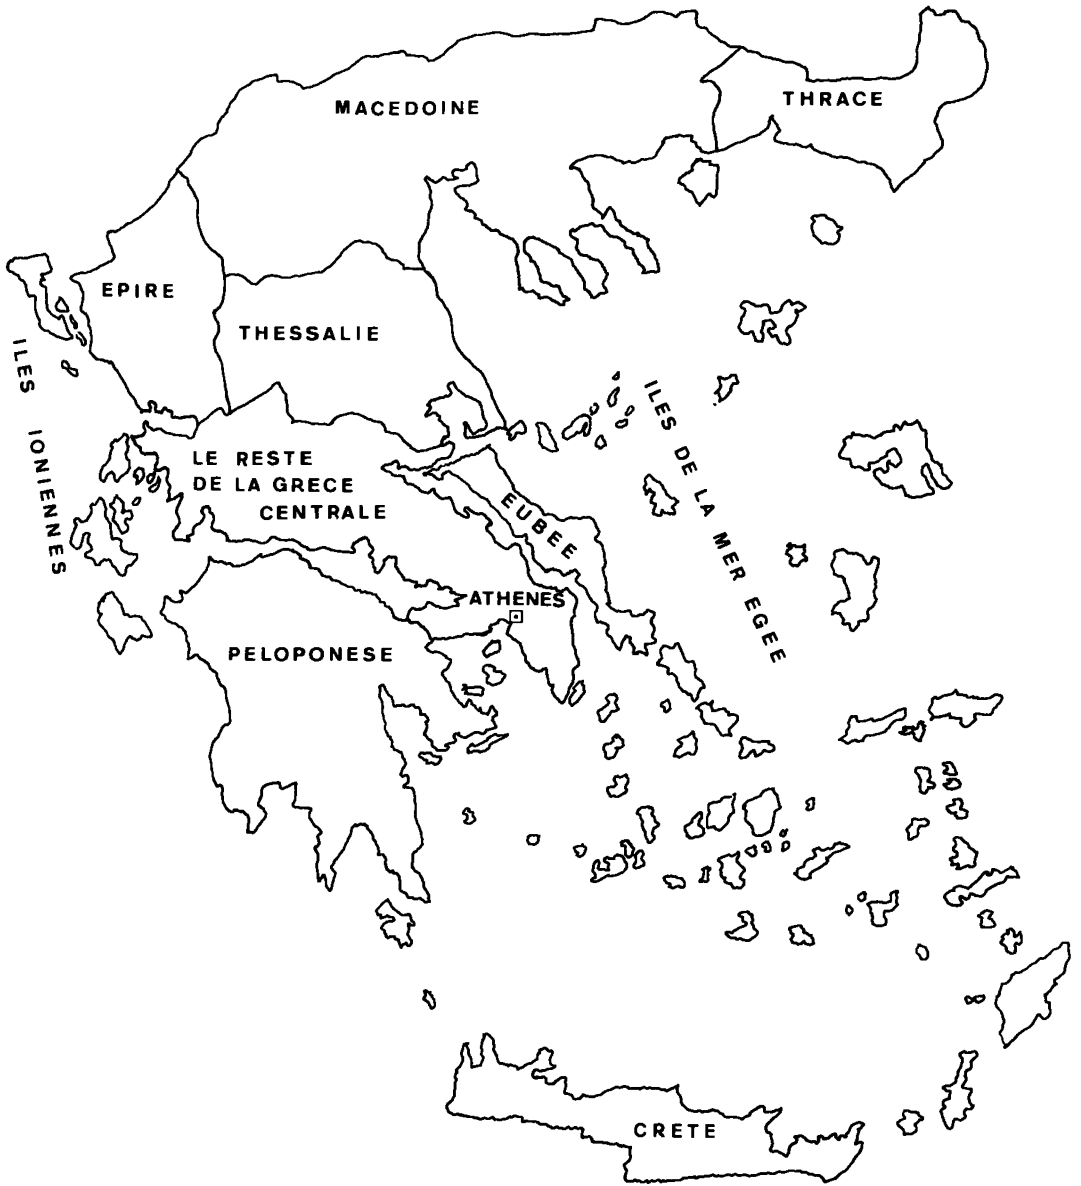 MACEDOINE
THRACE
EPIRE
THESSALIE
ILES IONIENNES
ILES DE LA MER EGEE
LE RESTE
DE LA GRECE
CENTRALE
EUBEE
ATHENES
PELOPONESE
CRETE